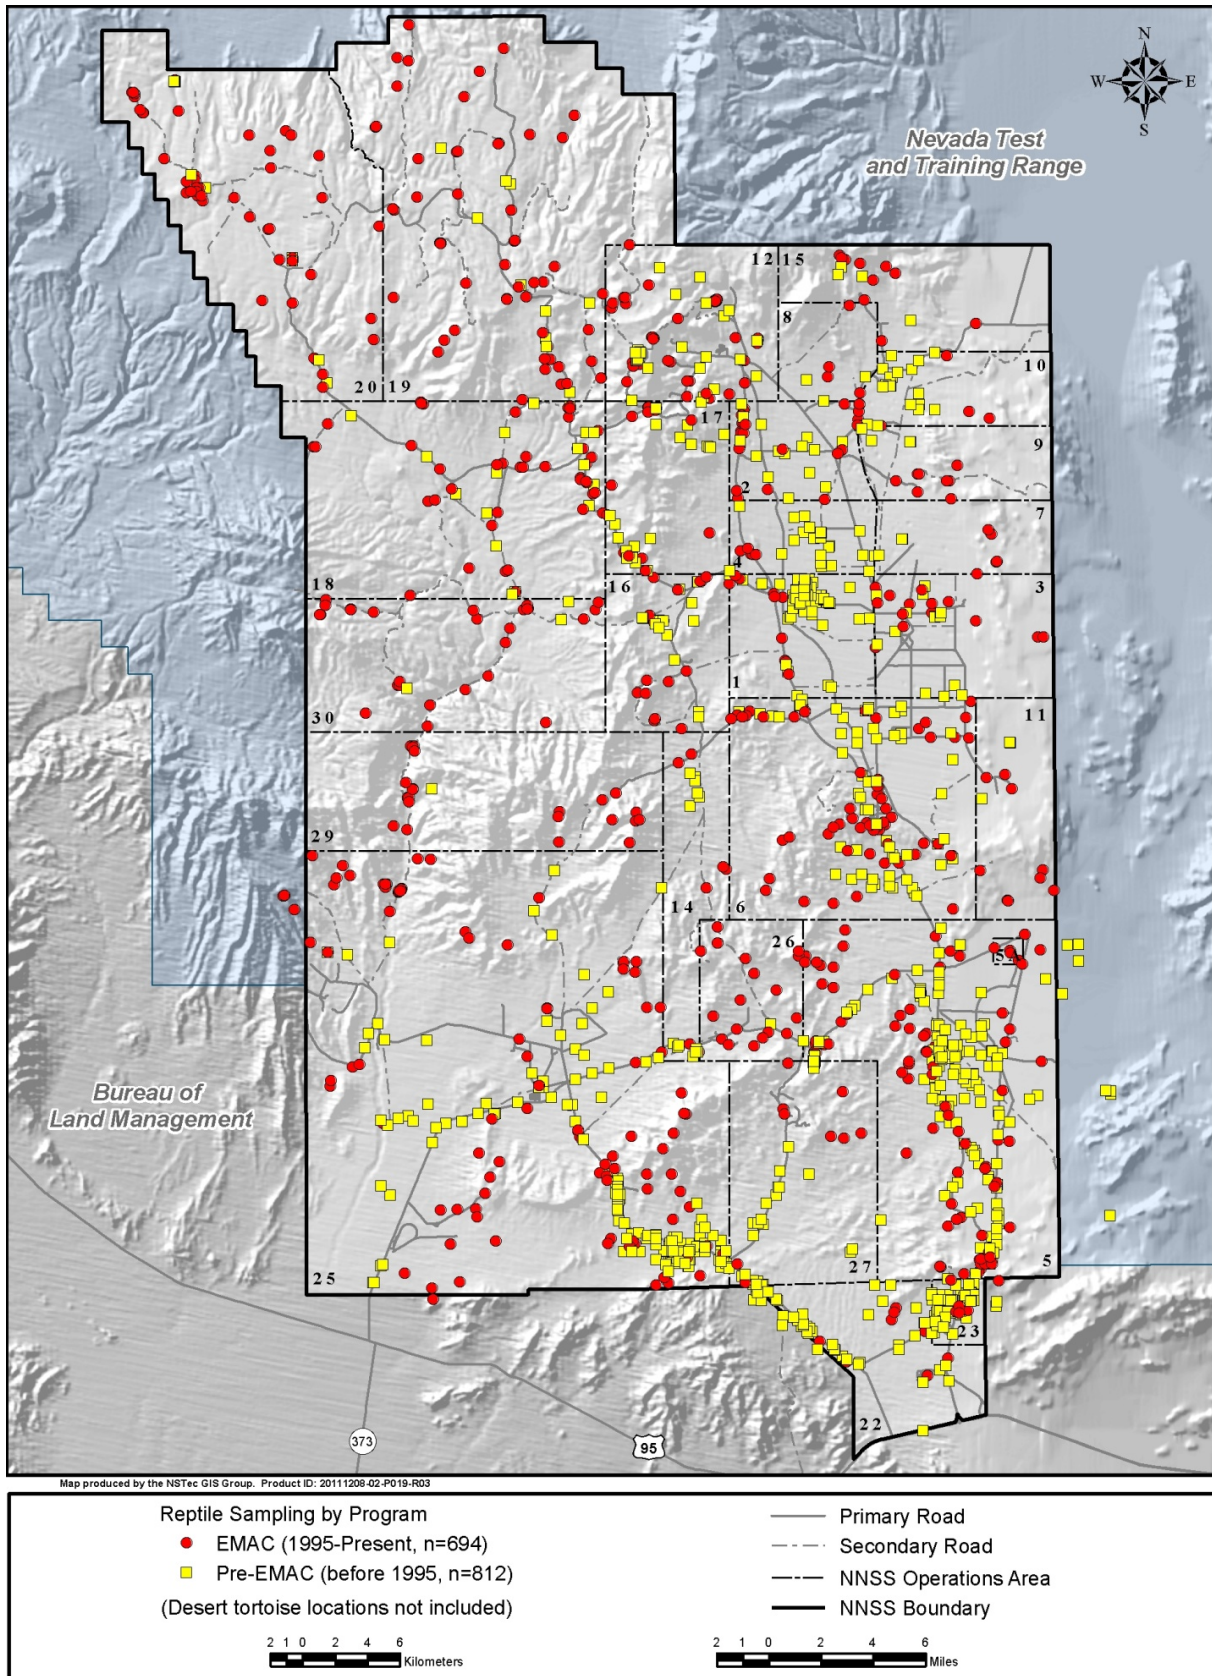 N
W E
S
Nevada Test
and Training Range
12 15
8
10
20 19
17
9
2
7
4
18
16
3
1
30
11
29
14
6
26
5A
Bureau of
Land Management
25
27
5
23
22
373
95
Map produced by the NSTec GIS Group. Product ID: 20111208-02-P019-R03
Reptile Sampling by Program
EMAC (1995-Present, n=694)
Pre-EMAC (before 1995, n=812)
(Desert tortoise locations not included)
Primary Road
Secondary Road
NNSS Operations Area
NNSS Boundary
2 1 0 2 4 6
Kilometers
2 1 0 2 4 6
Miles